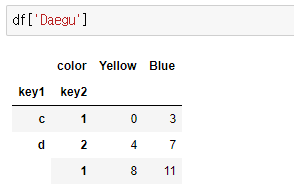 df['Daegu']
color Yellow Blue
key1 key2
c 1 0 3
d 2 4 7
1 8 11